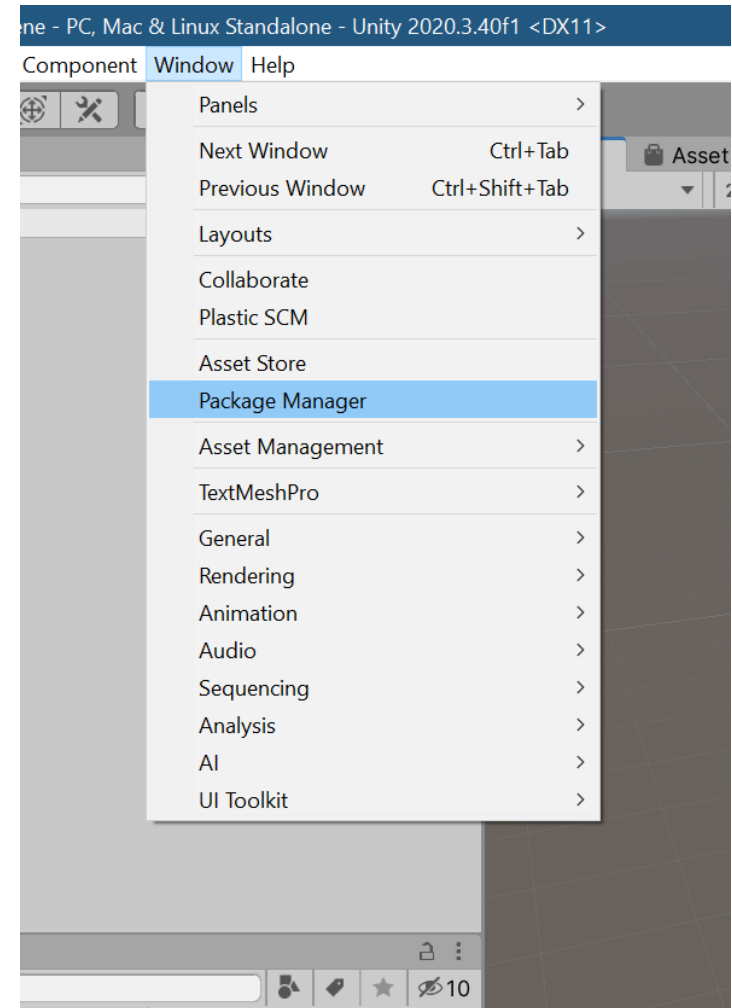 ne - PC, Mac & Linux Standalone - Unity 2020.3.40f1 <DX11>
Component Window Help
Panels
Next Window Ctrl+Tab
Previous Window Ctrl+Shift+Tab
Layouts
Collaborate
Plastic SCM
Asset Store
Package Manager
Asset Management
TextMeshPro
General
Rendering
Animation
Audio
Sequencing
Analysis
AI
UI Toolkit
Asset
10